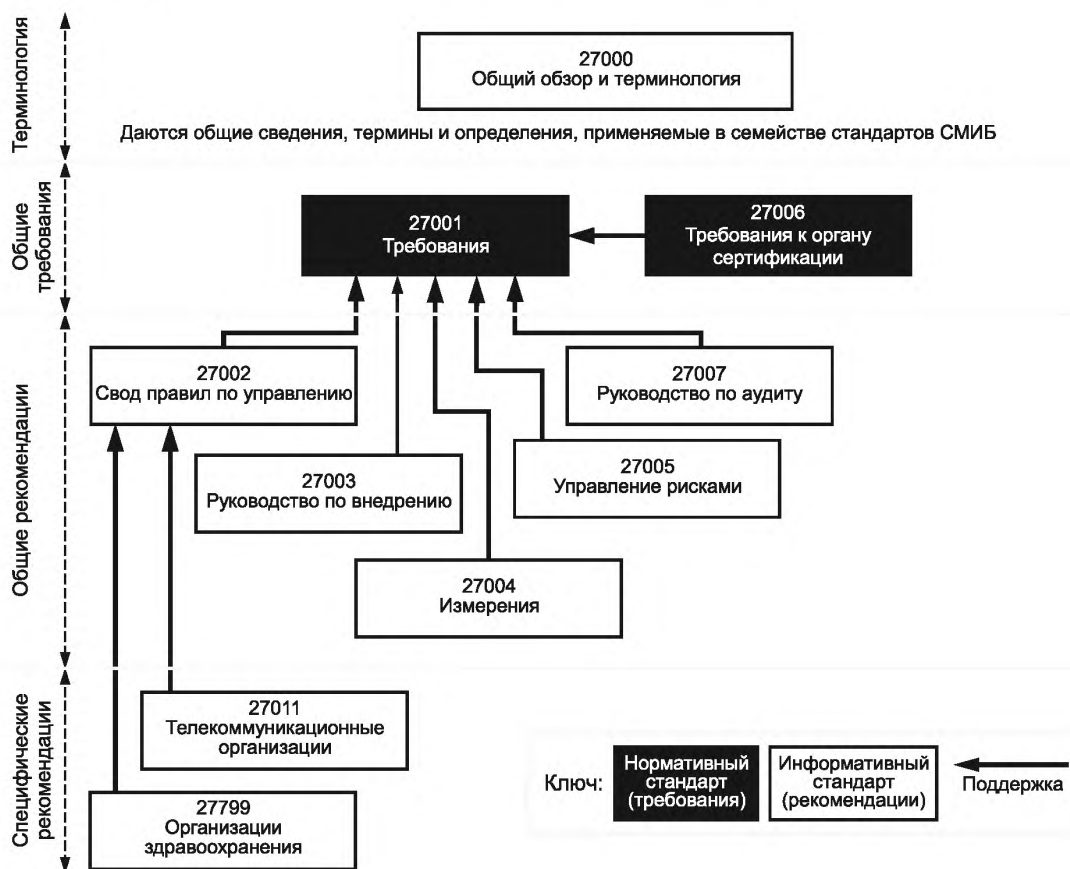 Терминология
27000
Общий обзор и терминология
Даются общие сведения, термины и определения, применяемые в семействе стандартов СМИБ
Общие
требования
27001
Требования
27006
Требования к органу
сертификации
Общие рекомендации
27002
Свод правил по управлению
27007
Руководство по аудиту
27003
Руководство по внедрению
27005
Управление рисками
27004
Измерения
Специфические
рекомендации
27011
Телекоммуникационные
организации
27799
Организации
здравоохранения
Ключ:
Нормативный
стандарт
(требования)
Информативный
стандарт
(рекомендации)
Поддержка